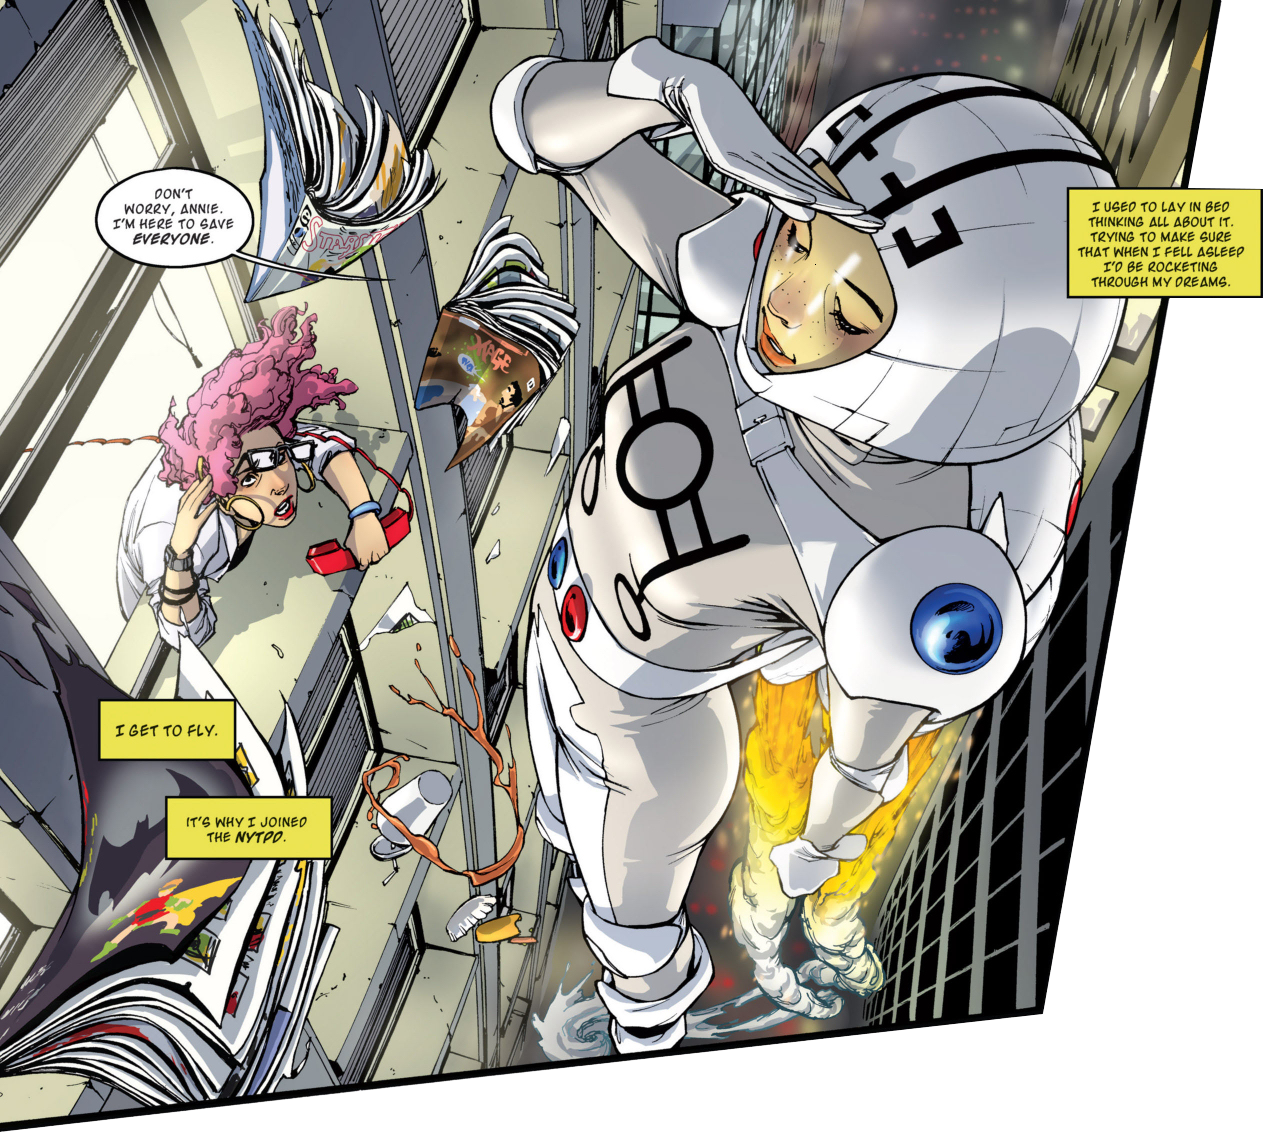 DON'T
WORRY, ANNIE.
I'M HERE TO SAVE
EVERYONE.
I USED TO LAY IN BED
THINKING ALL ABOUT IT.
TRYING TO MAKE SURE
THAT WHEN I FELL ASLEEP
I'D BE ROCKETING
THROUGH MY DREAMS.
I GET TO FLY.
IT'S WHY I JOINED
THE NYTPD.